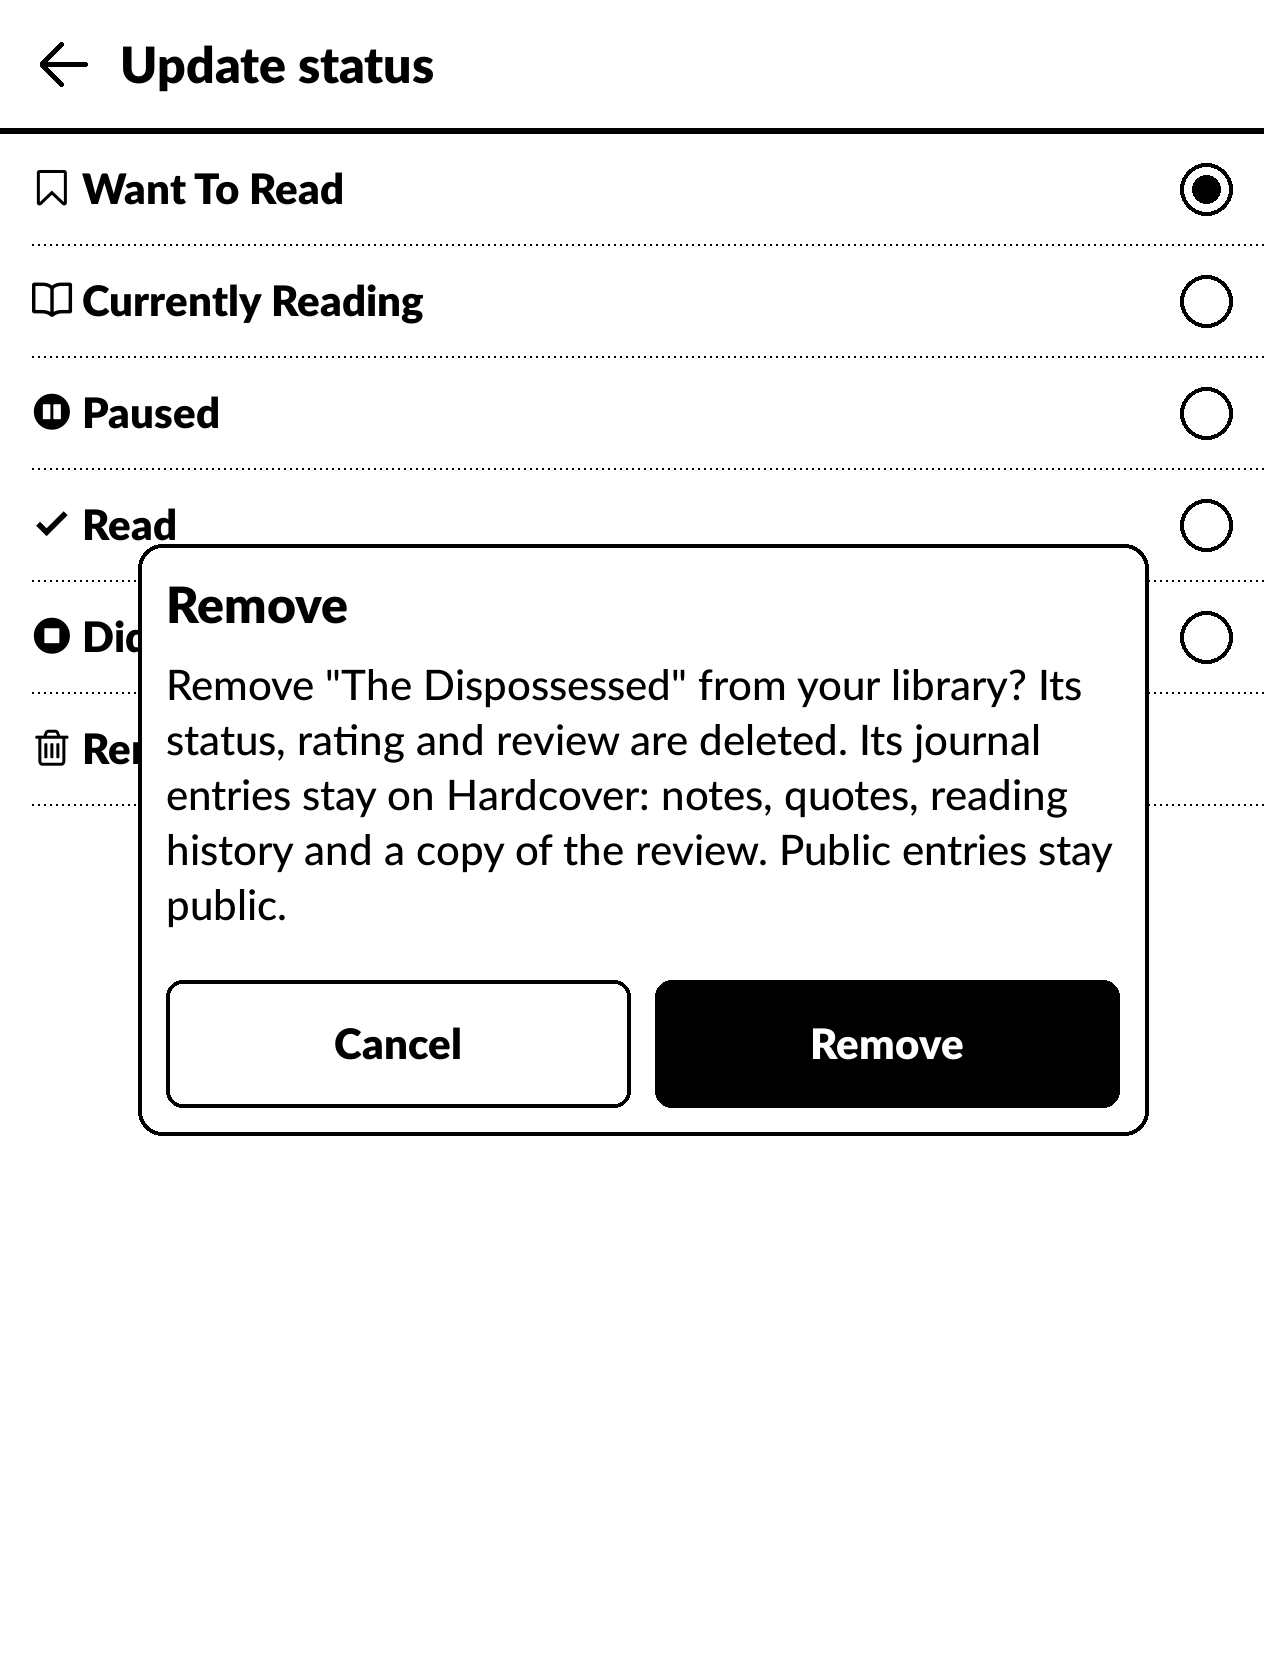 Update status
Want To Read
Currently Reading
Paused
Read
Remove
Remove "The Dispossessed" from your library? Its
status, rating and review are deleted. Its journal
entries stay on Hardcover: notes, quotes, reading
history and a copy of the review. Public entries stay
public.
Cancel
Remove